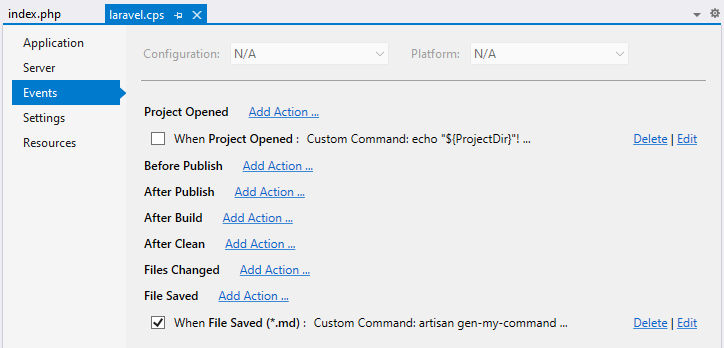 index.php laravel.cps
Application
Server
Events
Settings
Resources
Configuration: N/A Platform: N/A
Project Opened Add Action ...
When Project Opened : Custom Command: echo "${ProjectDir}"! ... Delete | Edit
Before Publish Add Action ...
After Publish Add Action ...
After Build Add Action ...
After Clean Add Action ...
Files Changed Add Action ...
File Saved Add Action ...
When File Saved (*.md) : Custom Command: artisan gen-my-command ... Delete | Edit